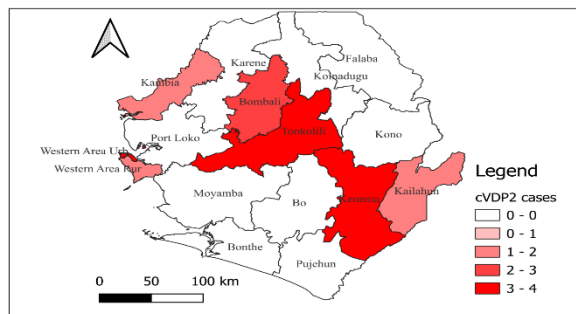 Falaba
Karene
Koinadugu
Kambia
Bombali
Tonkolili
Kono
Port Loko
Western Area Urb
Western Area Rur
Moyamba
Bo
Kenema
Kailahun
Bonthe
Pujehun
Legend
cVDP2 cases
0 - 0
0 - 1
1 - 2
2 - 3
3 - 4
0 50 100 km